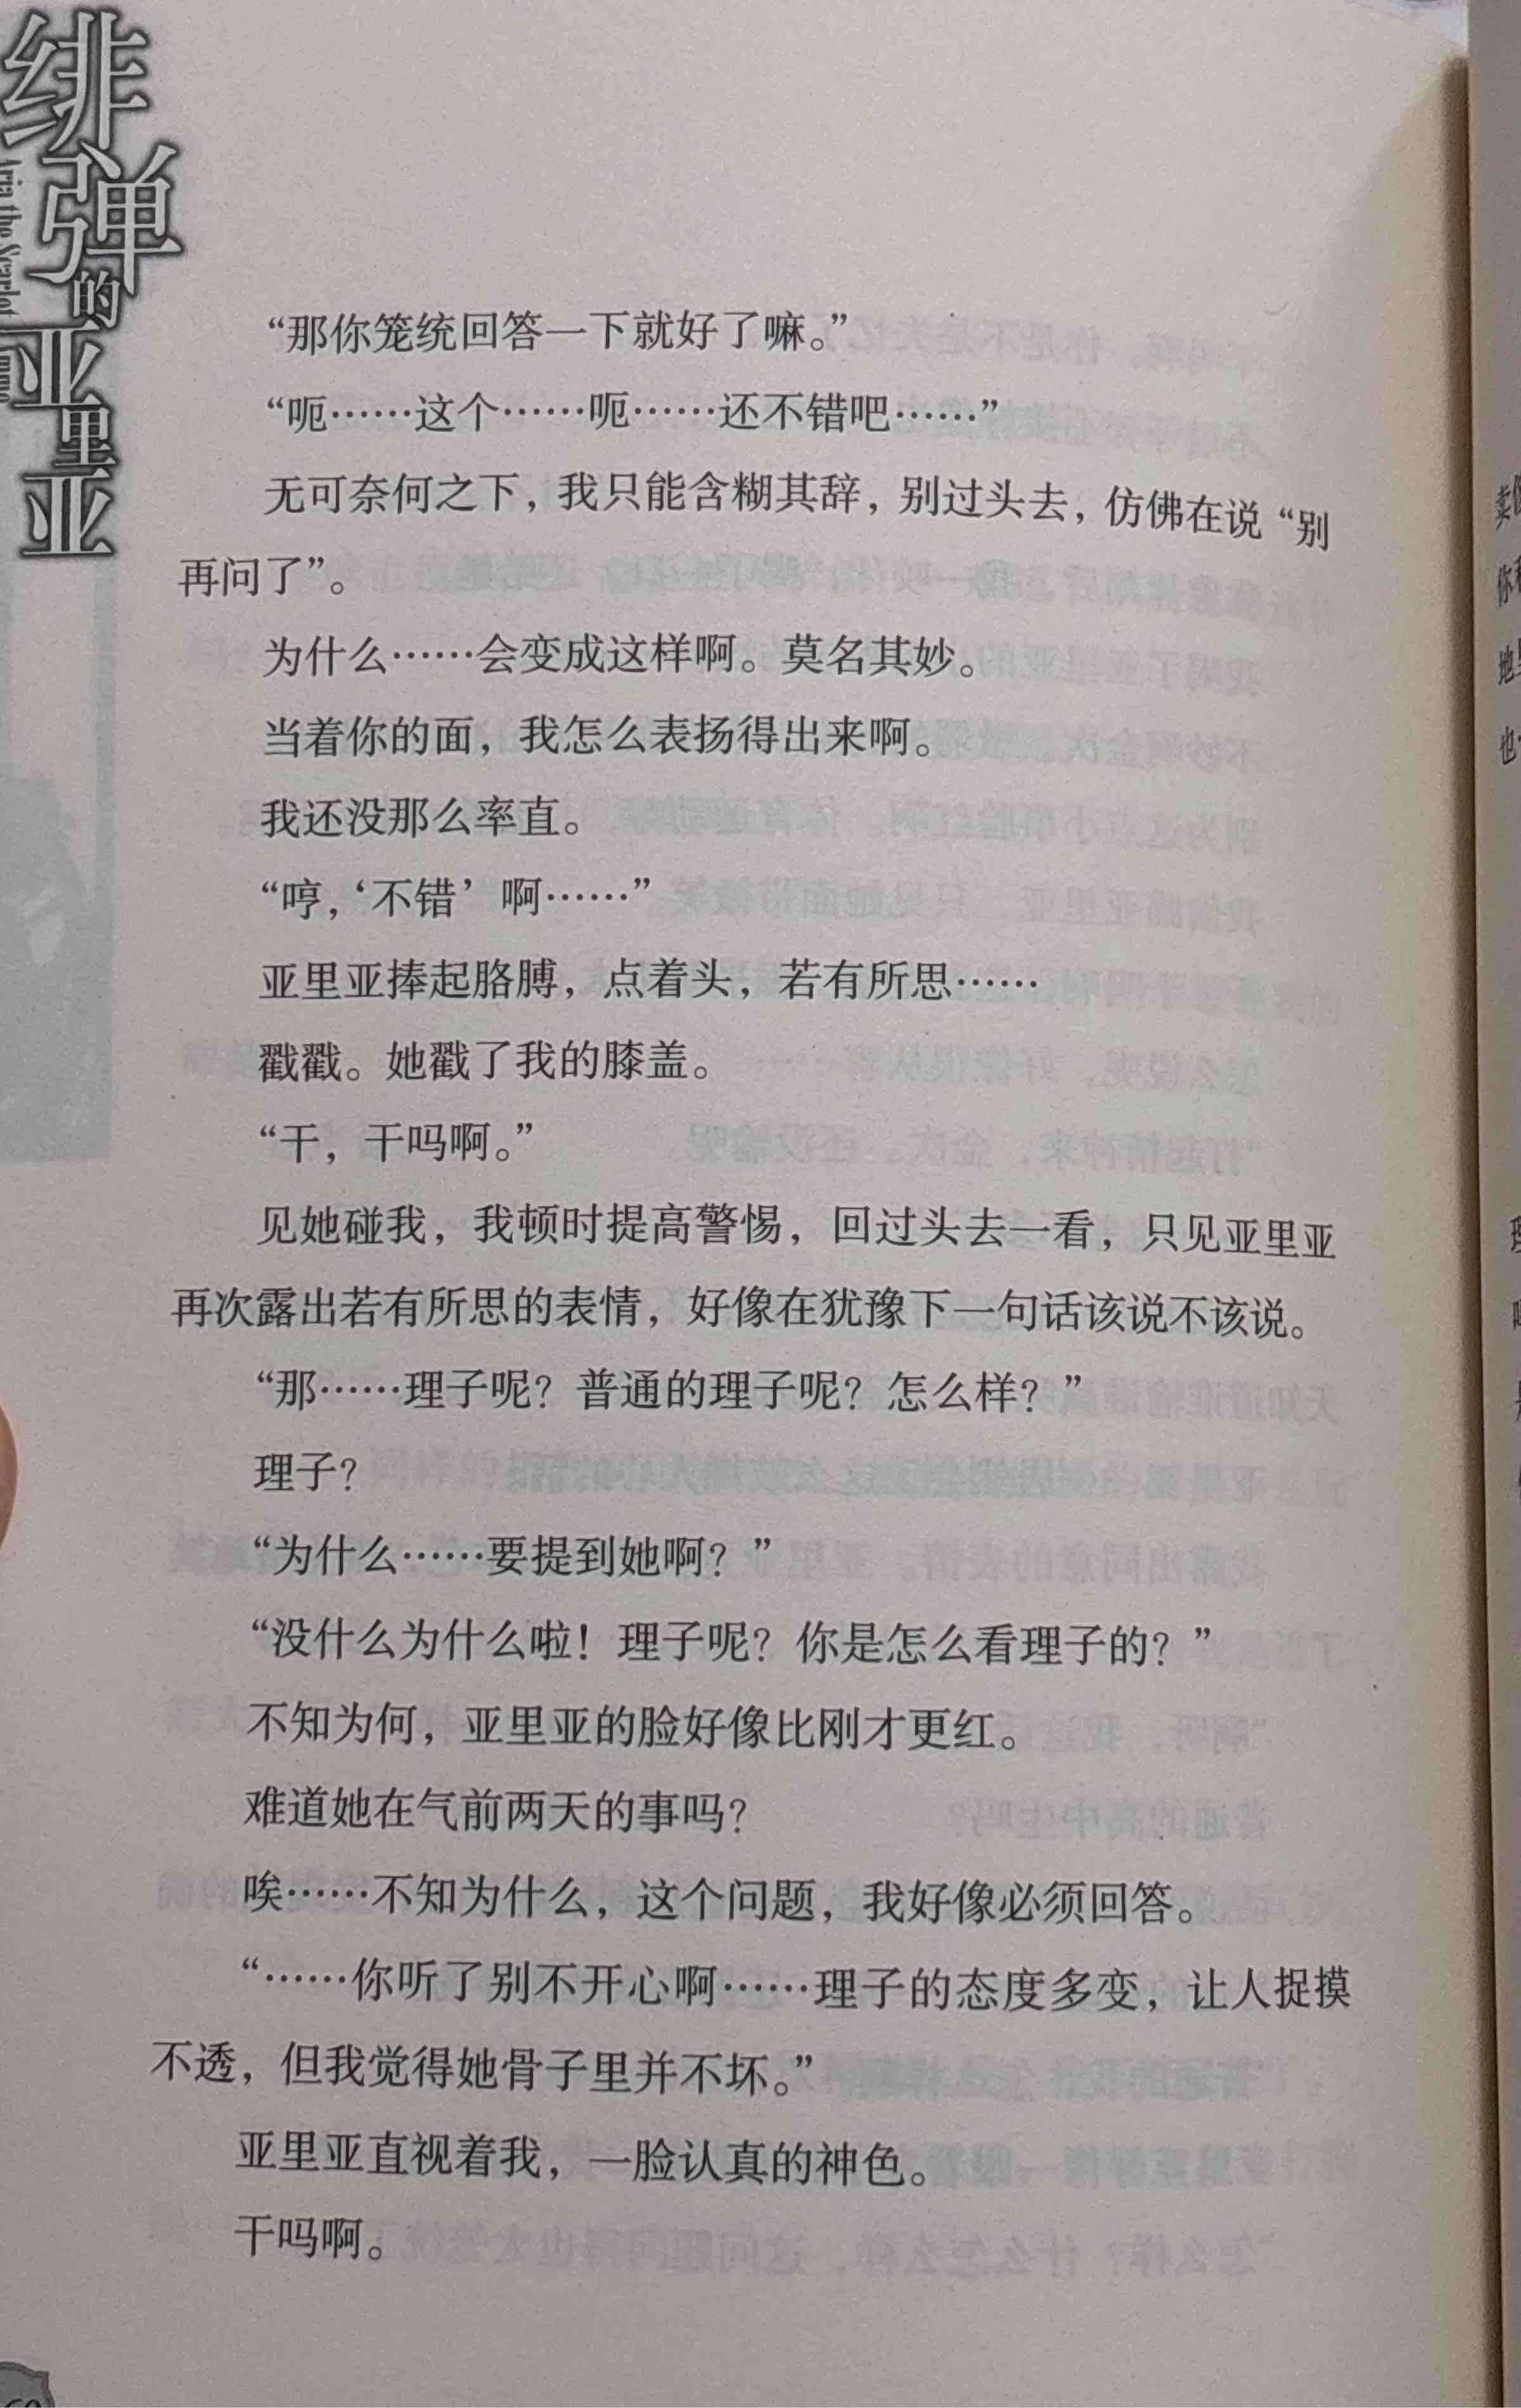 绯弹的亚里亚
Aria the Scarlet
“那你笼统回答一下就好了嘛。”
“呃……这个……呃……还不错吧……”
无可奈何之下，我只能含糊其辞，别过头去，仿佛在说“别
再问了”。
为什么……会变成这样啊。莫名其妙。
当着你的面，我怎么表扬得出来啊。
我还没那么率直。
“哼，‘不错’啊……”
亚里亚捧起胳膊，点着头，若有所思……
戳戳。她戳了我的膝盖。
“干，干吗啊。”
见她碰我，我顿时提高警惕，回过头去一看，只见亚里亚
再次露出若有所思的表情，好像在犹豫下一句话该说不该说。
“那……理子呢？普通的理子呢？怎么样？”
理子？
“为什么……要提到她啊？”
“没什么为什么啦！理子呢？你是怎么看理子的？”
不知为何，亚里亚的脸好像比刚才更红。
难道她在气前两天的事吗？
唉……不知为什么，这个问题，我好像必须回答。
“……你听了别不开心啊……理子的态度多变，让人捉摸
不透，但我觉得她骨子里并不坏。”
亚里亚直视着我，一脸认真的神色。
干吗啊。